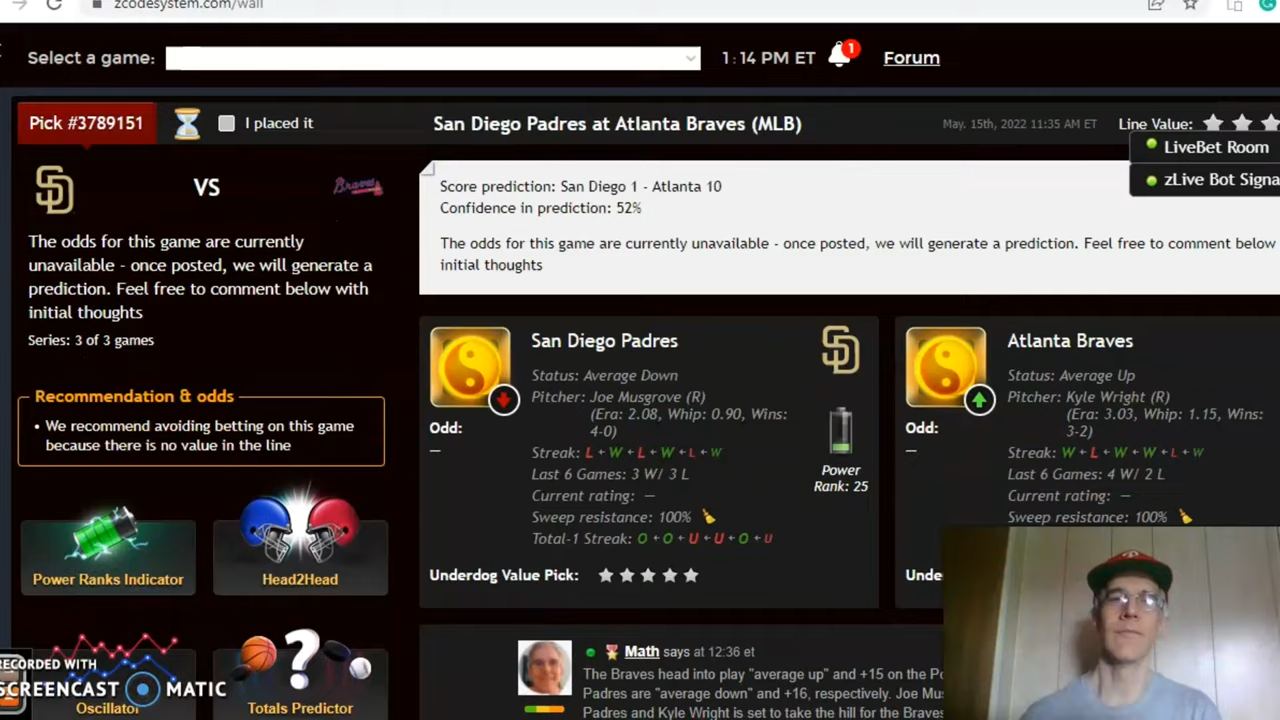 zcodesystem.com/wall
Select a game:
1:14 PM ET
1
Forum
Pick #3789151
I placed it
San Diego Padres at Atlanta Braves (MLB)
May. 15th, 2022 11:35 AM ET
Line Value:
LiveBet Room
zLive Bot Signa
SD
VS
Braves
The odds for this game are currently
unavailable - once posted, we will generate a
prediction. Feel free to comment below with
initial thoughts
Series: 3 of 3 games
Score prediction: San Diego 1 - Atlanta 10
Confidence in prediction: 52%
The odds for this game are currently unavailable - once posted, we will generate a prediction. Feel free to comment below
initial thoughts
Recommendation & odds
• We recommend avoiding betting on this game
because there is no value in the line
Power Ranks Indicator
Head2Head
Oscillator
Totals Predictor
San Diego Padres
SD
Status: Average Down
Pitcher: Joe Musgrove (R)
(Era: 2.08, Whip: 0.90, Wins:
4-0)
Odd:
—
Streak: L ← W ← L ← W ← L ← W
Last 6 Games: 3 W/ 3 L
Current rating: —
Sweep resistance: 100%
Total-1 Streak: O ← O ← U ← U ← O ← U
Power
Rank: 25
Underdog Value Pick:
Atlanta Braves
Status: Average Up
Pitcher: Kyle Wright (R)
(Era: 3.03, Whip: 1.15, Wins:
3-2)
Odd:
—
Streak: W ← L ← W ← W ← L ← W
Last 6 Games: 4 W/ 2 L
Current rating: —
Sweep resistance: 100%
Unde
Math says at 12:36 et
The Braves head into play "average up" and +15 on the Po
Padres are "average down" and +16, respectively. Joe Mu
Padres and Kyle Wright is set to take the hill for the Brave
RECORDED WITH
SCREENCAST MATIC